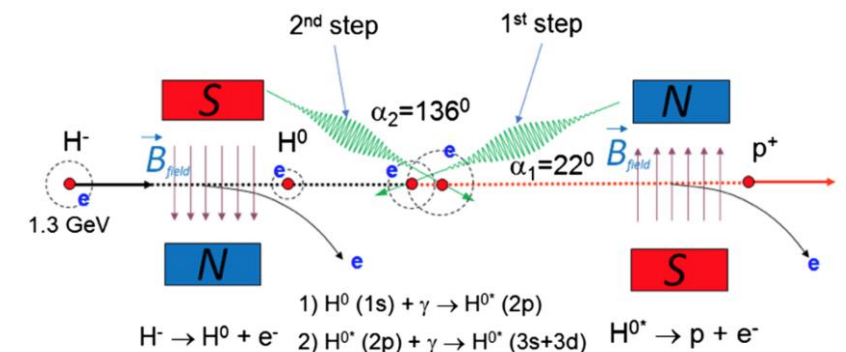 2nd step
1st step
S
N
α2=136⁰
H-
H⁰
e
B field
e
e
e
α1=22⁰
B field
p+
e
1.3 GeV
N
e
S
e
1) H⁰ (1s) + γ → H⁰* (2p)
H- → H⁰ + e-
2) H⁰* (2p) + γ → H⁰* (3s+3d)
H⁰* → p + e-